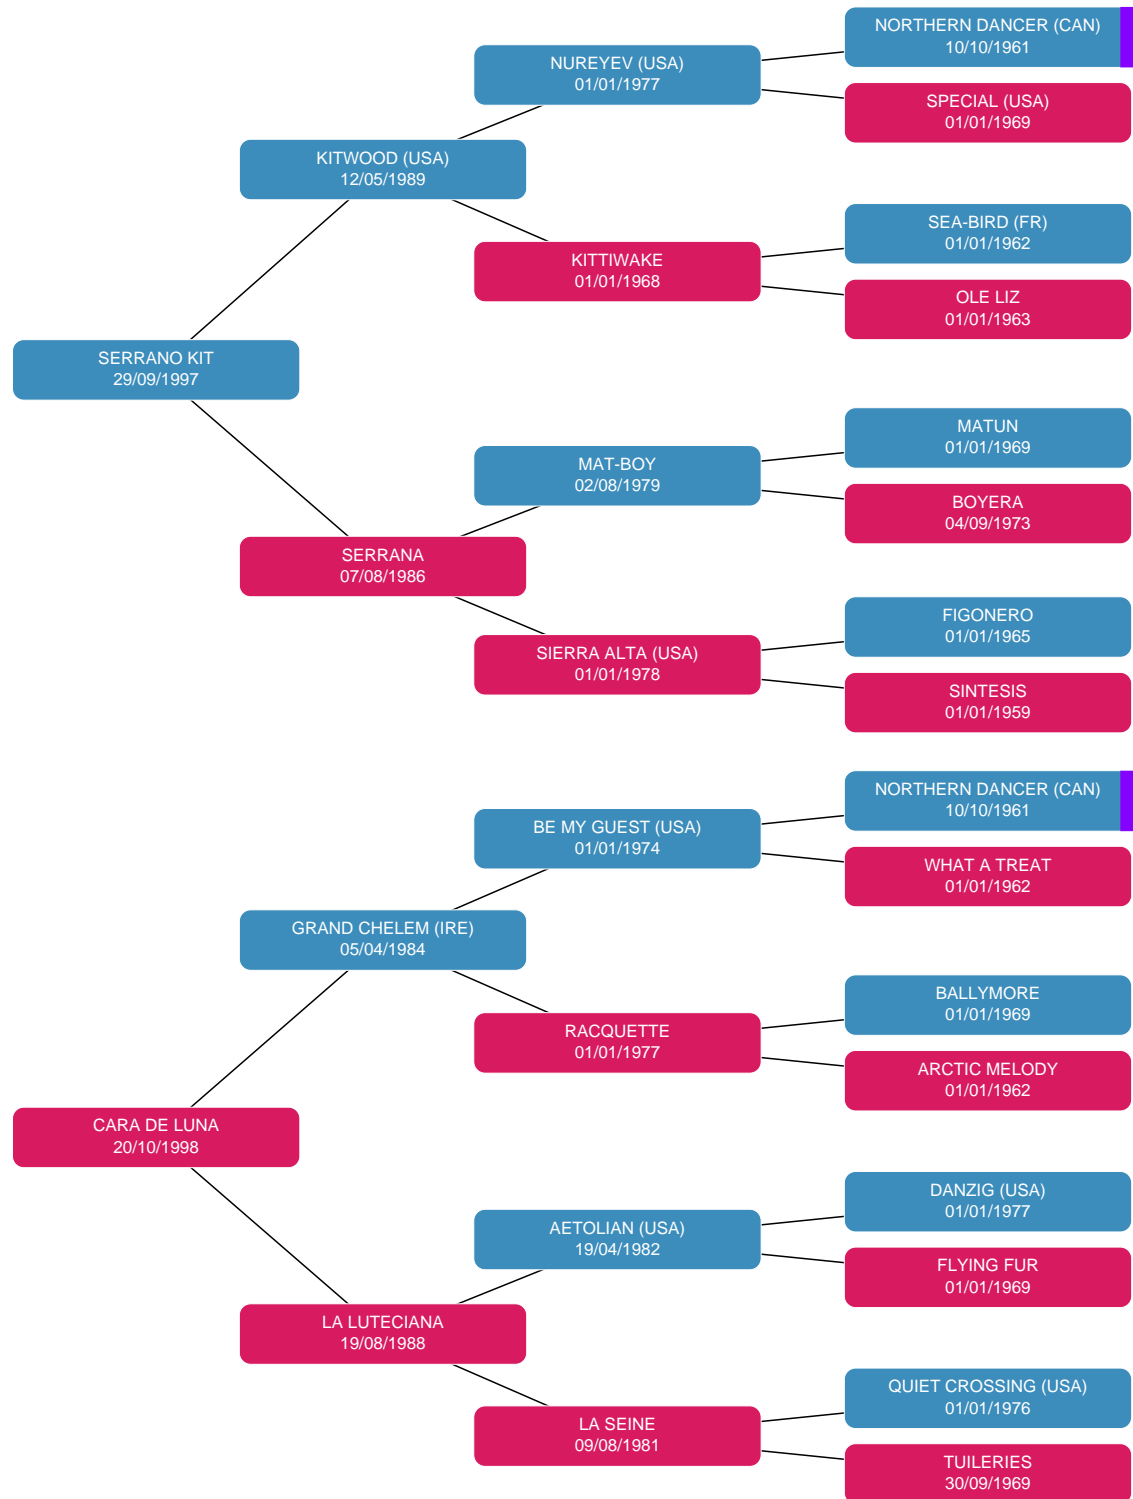 NORTHERN DANCER (CAN)
10/10/1961
NUREYEV (USA)
01/01/1977
SPECIAL (USA)
01/01/1969
KITWOOD (USA)
12/05/1989
SEA-BIRD (FR)
01/01/1962
KITTIWAKE
01/01/1968
OLE LIZ
01/01/1963
SERRANO KIT
29/09/1997
MATUN
01/01/1969
MAT-BOY
02/08/1979
BOYERA
04/09/1973
SERRANA
07/08/1986
FIGONERO
01/01/1965
SIERRA ALTA (USA)
01/01/1978
SINTESIS
01/01/1959
NORTHERN DANCER (CAN)
10/10/1961
BE MY GUEST (USA)
01/01/1974
WHAT A TREAT
01/01/1962
GRAND CHELEM (IRE)
05/04/1984
BALLYMORE
01/01/1969
RACQUETTE
01/01/1977
ARCTIC MELODY
01/01/1962
CARA DE LUNA
20/10/1998
DANZIG (USA)
01/01/1977
AETOLIAN (USA)
19/04/1982
FLYING FUR
01/01/1969
LA LUTECIANA
19/08/1988
QUIET CROSSING (USA)
01/01/1976
LA SEINE
09/08/1981
TUILERIES
30/09/1969